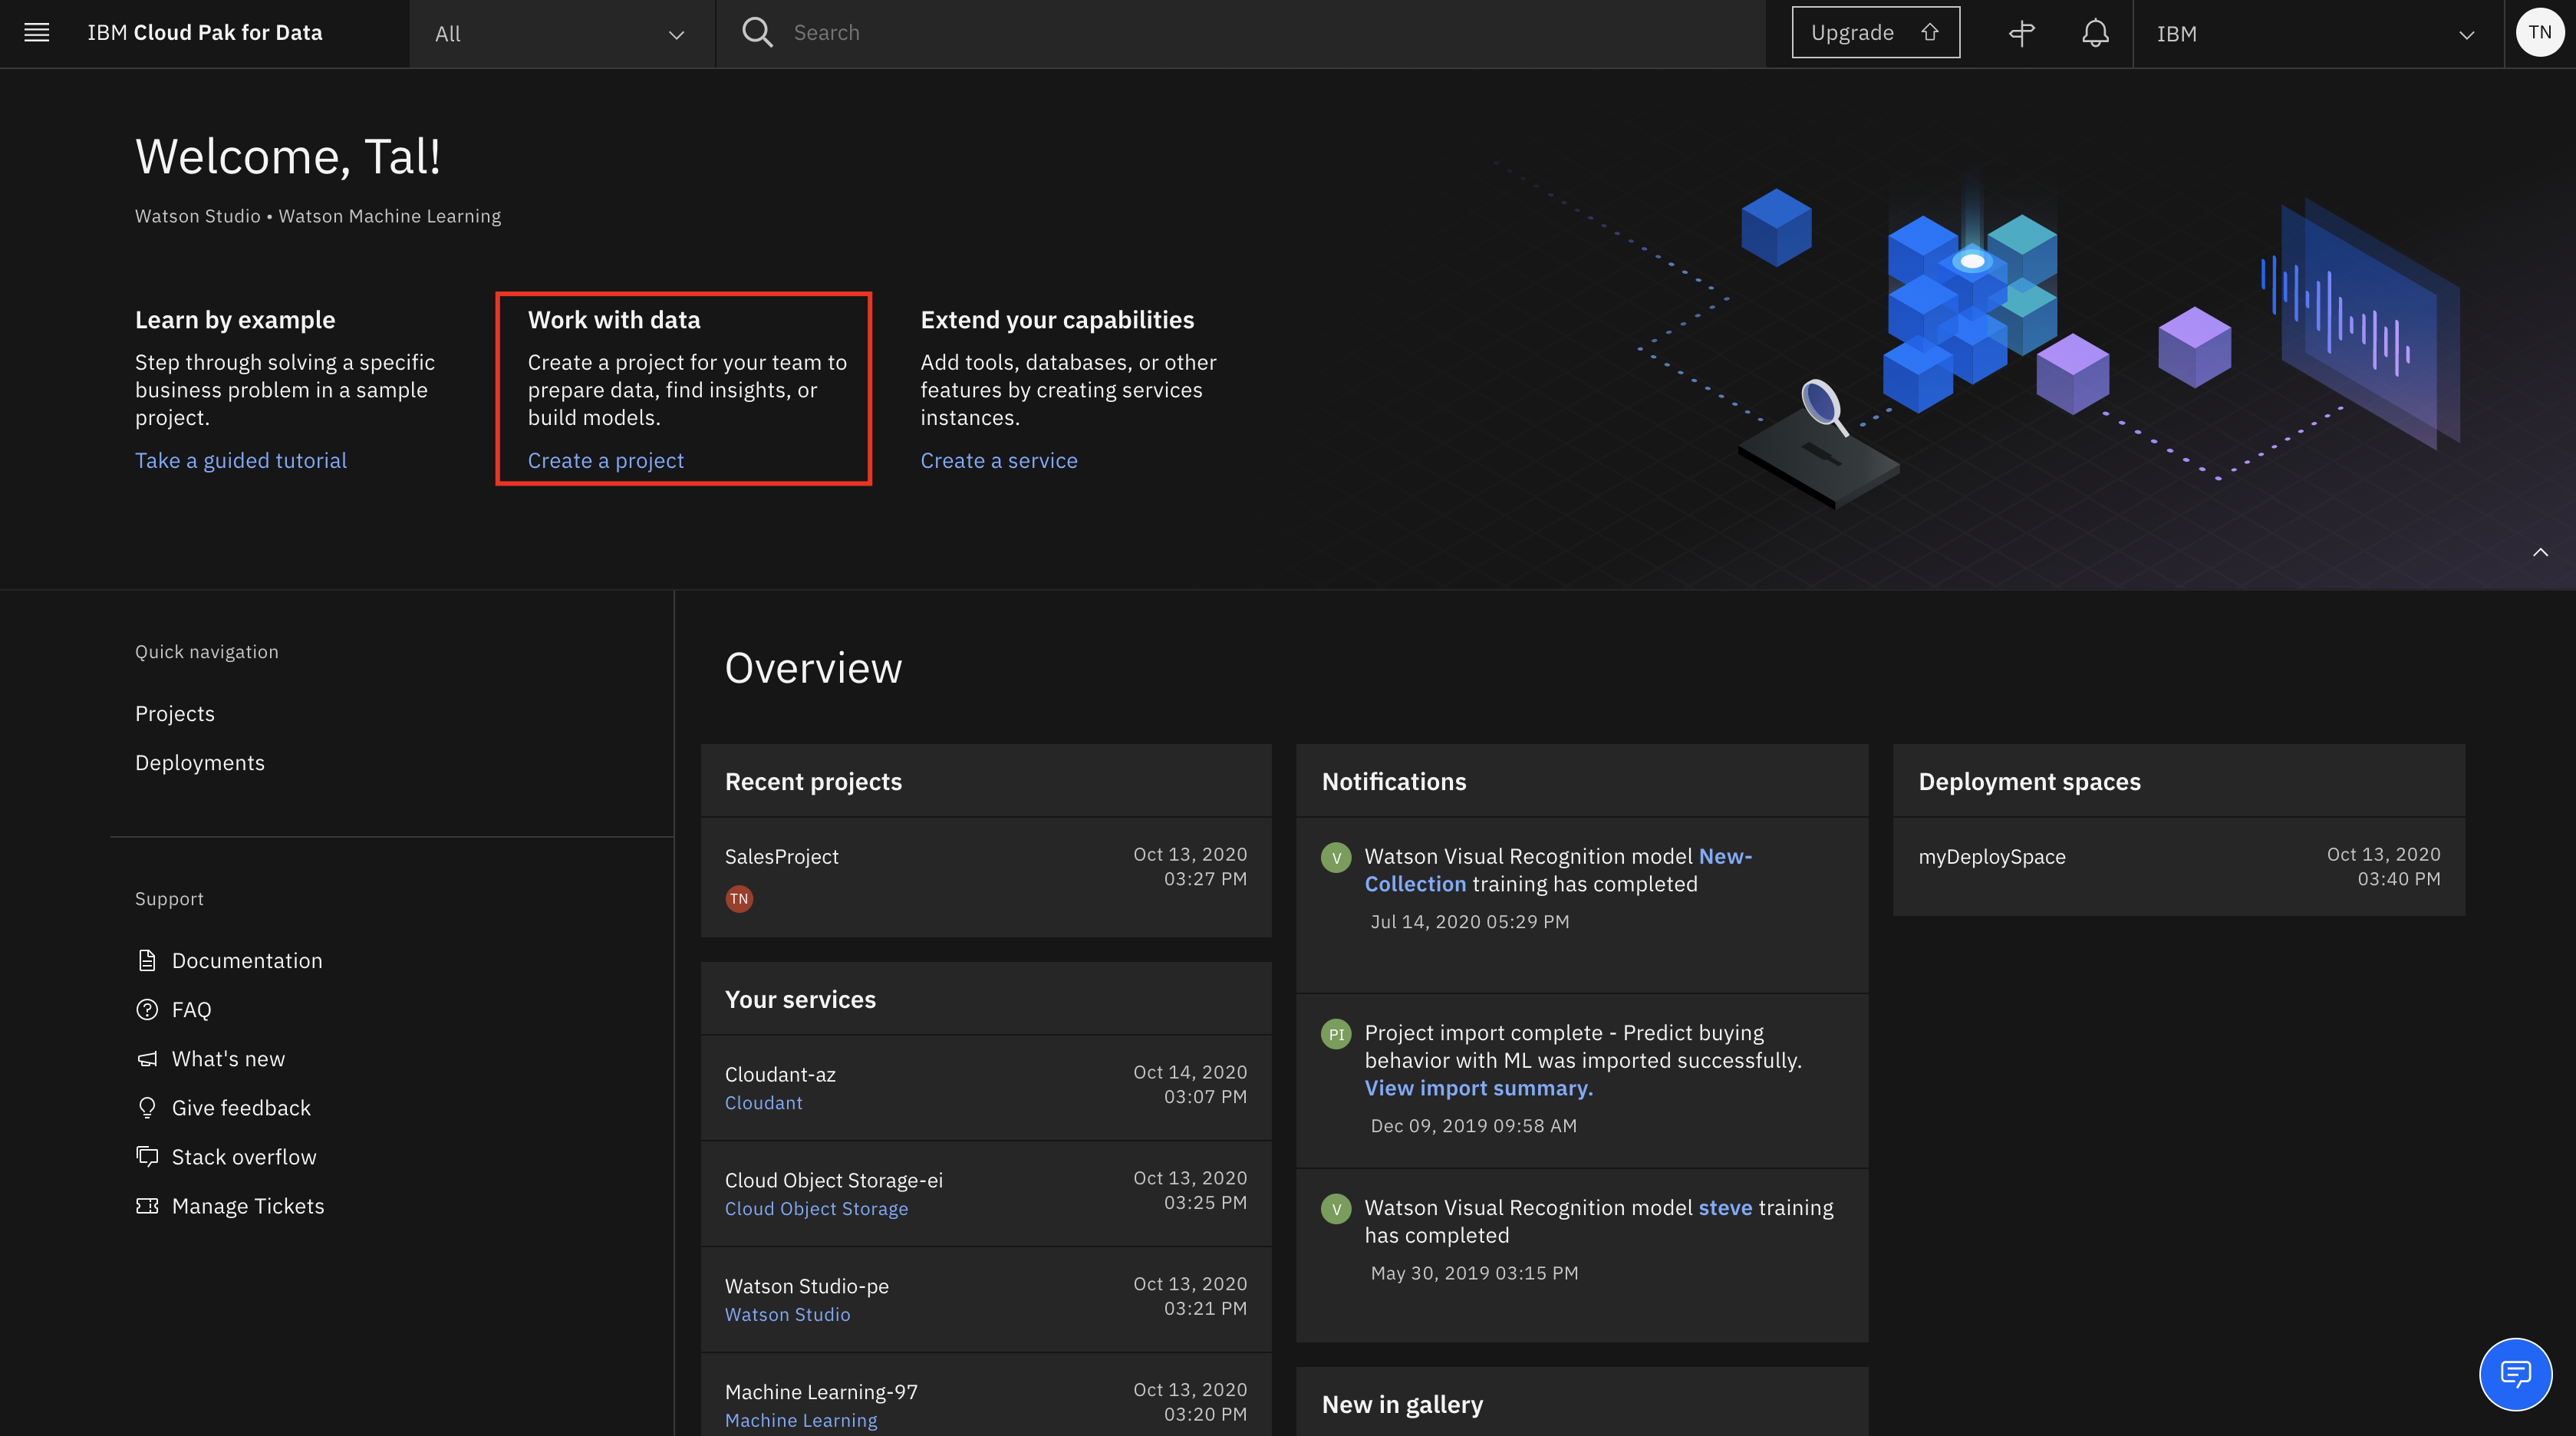 IBM Cloud Pak for Data
All
Search
Upgrade
IBM
TN
Welcome, Tal!
Watson Studio • Watson Machine Learning
Learn by example
Step through solving a specific
business problem in a sample
project.
Take a guided tutorial
Work with data
Create a project for your team to
prepare data, find insights, or
build models.
Create a project
Extend your capabilities
Add tools, databases, or other
features by creating services
instances.
Create a service
Quick navigation
Projects
Deployments
Support
Documentation
FAQ
What's new
Give feedback
Stack overflow
Manage Tickets
Overview
Recent projects
SalesProject
Oct 13, 2020
03:27 PM
TN
Your services
Cloudant-az
Cloudant
Oct 14, 2020
03:07 PM
Cloud Object Storage-ei
Cloud Object Storage
Oct 13, 2020
03:25 PM
Watson Studio-pe
Watson Studio
Oct 13, 2020
03:21 PM
Machine Learning-97
Machine Learning
Oct 13, 2020
03:20 PM
Notifications
V
Watson Visual Recognition model New-
Collection training has completed
Jul 14, 2020 05:29 PM
PI
Project import complete - Predict buying
behavior with ML was imported successfully.
View import summary.
Dec 09, 2019 09:58 AM
V
Watson Visual Recognition model steve training
has completed
May 30, 2019 03:15 PM
New in gallery
Deployment spaces
myDeploySpace
Oct 13, 2020
03:40 PM